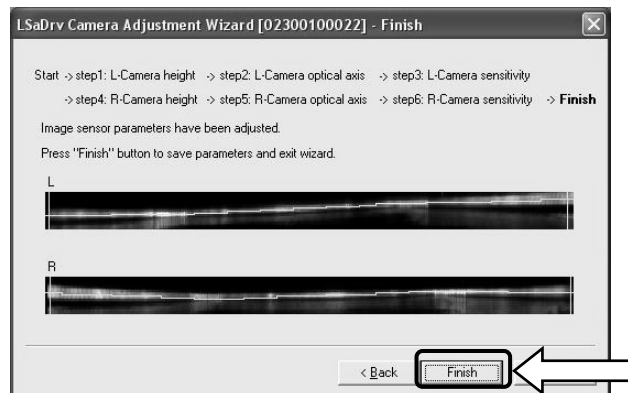 LSaDrv Camera Adjustment Wizard [02300100022] - Finish
Start -> step1: L-Camera height -> step2: L-Camera optical axis -> step3: L-Camera sensitivity
-> step4: R-Camera height -> step5: R-Camera optical axis -> step6: R-Camera sensitivity -> Finish
Image sensor parameters have been adjusted.
Press "Finish" button to save parameters and exit wizard.
L
R
< Back Finish